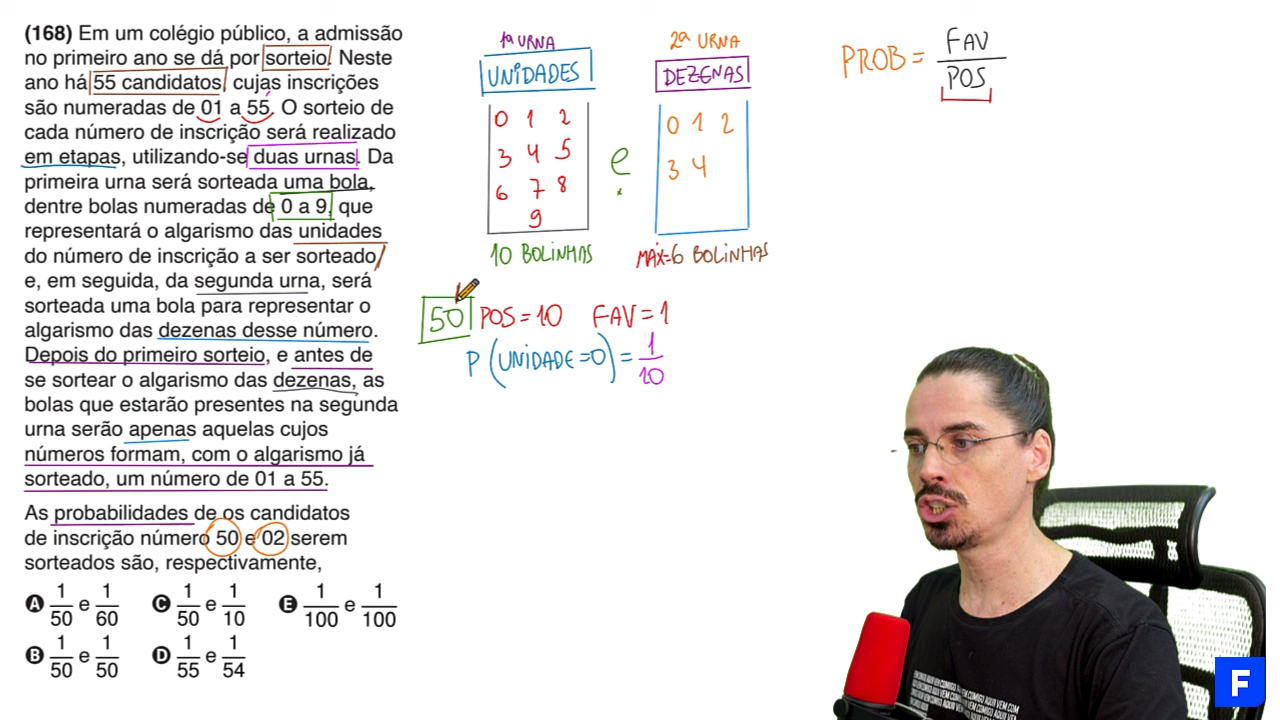 (168) Em um colégio público, a admissão
no primeiro ano se dá por sorteio. Neste
ano há 55 candidatos, cujas inscrições
são numeradas de 01 a 55. O sorteio de
cada número de inscrição será realizado
em etapas, utilizando-se duas urnas. Da
primeira urna será sorteada uma bola,
dentre bolas numeradas de 0 a 9, que
representará o algarismo das unidades
do número de inscrição a ser sorteado
e, em seguida, da segunda urna, será
sorteada uma bola para representar o
algarismo das dezenas desse número.
Depois do primeiro sorteio, e antes de
se sortear o algarismo das dezenas, as
bolas que estarão presentes na segunda
urna serão apenas aquelas cujos
números formam, com o algarismo já
sorteado, um número de 01 a 55.
As probabilidades de os candidatos
de inscrição número 50 e 02 serem
sorteados são, respectivamente,
A 1/50 e 1/60
C 1/50 e 1/10
E 1/100 e 1/100
B 1/50 e 1/50
D 1/55 e 1/54
1ª URNA
UNIDADES
0 1 2
3 4 5
6 7 8
9
10 BOLINHAS
e
2ª URNA
DEZENAS
0 1 2
3 4
MÁX=6 BOLINHAS
50 POS=10 FAV=1
P(UNIDADE=0)=1/10
PROB= FAV/POS
F